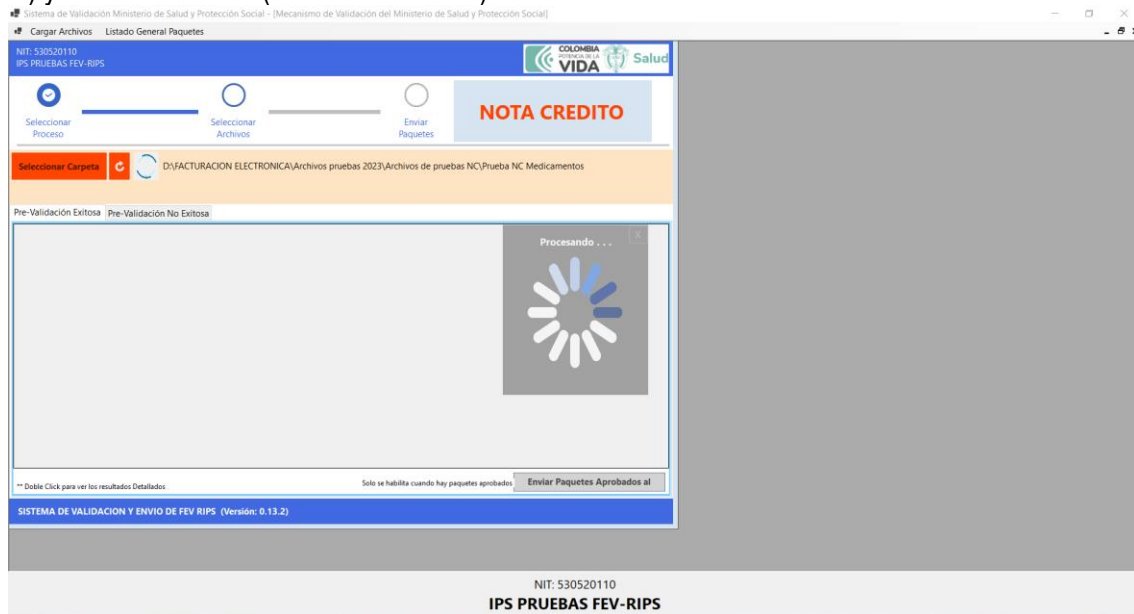 Sistema de Validación Ministerio de Salud y Protección Social - [Mecanismo de Validación del Ministerio de Salud y Protección Social]
Cargar Archivos Listado General Paquetes
NIT: 530520110
IPS PRUEBAS FEV-RIPS
COLOMBIA
POTENCIA DE LA
VIDA
Salud
Seleccionar Proceso
Seleccionar Archivos
Enviar Paquetes
NOTA CREDITO
Seleccionar Carpeta
D:\FACTURACION ELECTRONICA\Archivos pruebas 2023\Archivos de pruebas NC\Prueba NC Medicamentos
Pre-Validación Exitosa Pre-Validación No Exitosa
Procesando . . .
X
** Doble Click para ver los resultados Detallados
Solo se habilita cuando hay paquetes aprobados
Enviar Paquetes Aprobados al
SISTEMA DE VALIDACION Y ENVIO DE FEV RIPS (Versión: 0.13.2)
NIT: 530520110
IPS PRUEBAS FEV-RIPS